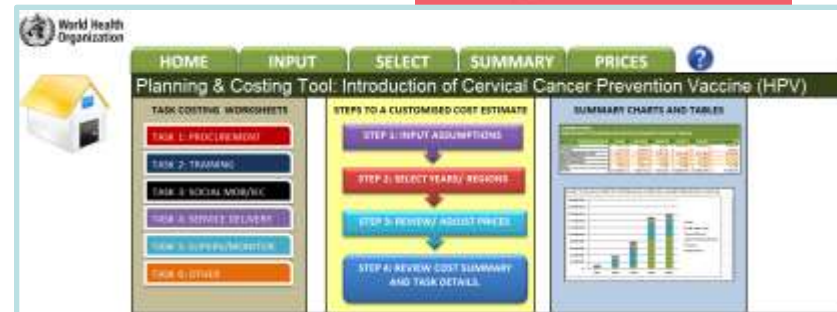 World Health
Organization
HOME
INPUT
SELECT
SUMMARY
PRICES
?
Planning & Costing Tool: Introduction of Cervical Cancer Prevention Vaccine (HPV)
TASK COSTING WORKSHEETS
TASK 1: PROCUREMENT
TASK 2: TRAINING
TASK 3: SOCIAL MOB/IEC
TASK 4: SERVICE DELIVERY
TASK 5: SUPERV/MONITOR
TASK 6: OTHER
STEPS TO A CUSTOMISED COST ESTIMATE
STEP 1: INPUT ASSUMPTIONS
STEP 2: SELECT YEARS/ REGIONS
STEP 3: REVIEW/ ADJUST PRICES
STEP 4: REVIEW COST SUMMARY
AND TASK DETAILS.
SUMMARY CHARTS AND TABLES